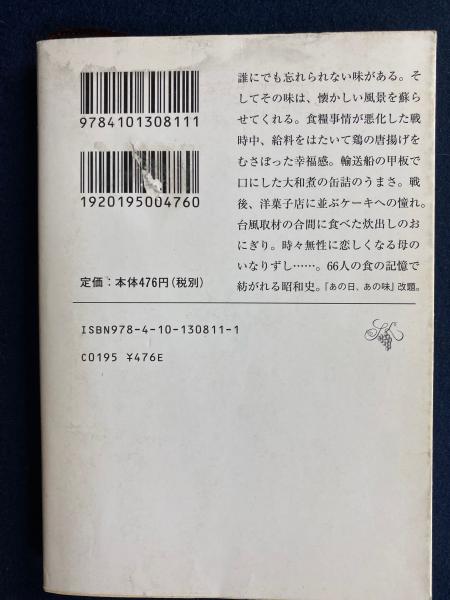 9784101308111
1920195004760
定価：本体476円（税別）
ISBN978-4-10-130811-1
C0195 ¥476E
誰にでも忘れられない味がある。そ
してその味は、懐かしい風景を蘇ら
せてくれる。食糧事情が悪化した戦
時中、給料をはたいて鶏の唐揚げを
むさぼった幸福感。輸送船の甲板で
口にした大和煮の缶詰のうまさ。戦
後、洋菓子店に並ぶケーキへの憧れ。
台風取材の合間に食べた炊出しのお
にぎり。時々無性に恋しくなる母の
いなりずし……。66人の食の記憶で
紡がれる昭和史。『あの日、あの味』改題。